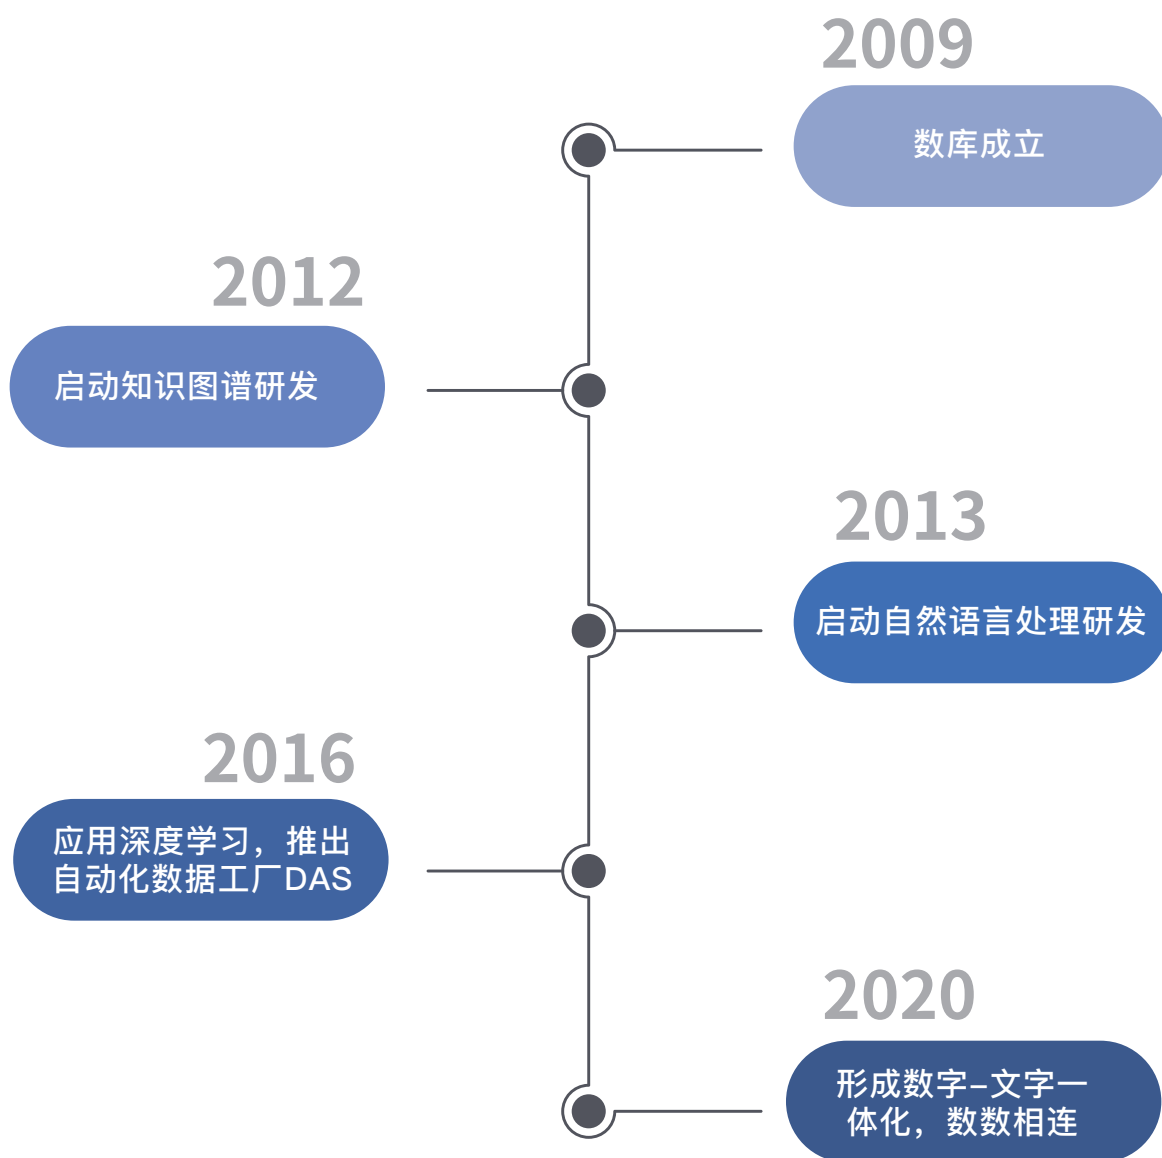 2009
数库成立
2012
启动知识图谱研发
2013
启动自然语言处理研发
2016
应用深度学习，推出
自动化数据工厂DAS
2020
形成数字-文字一
体化，数数相连